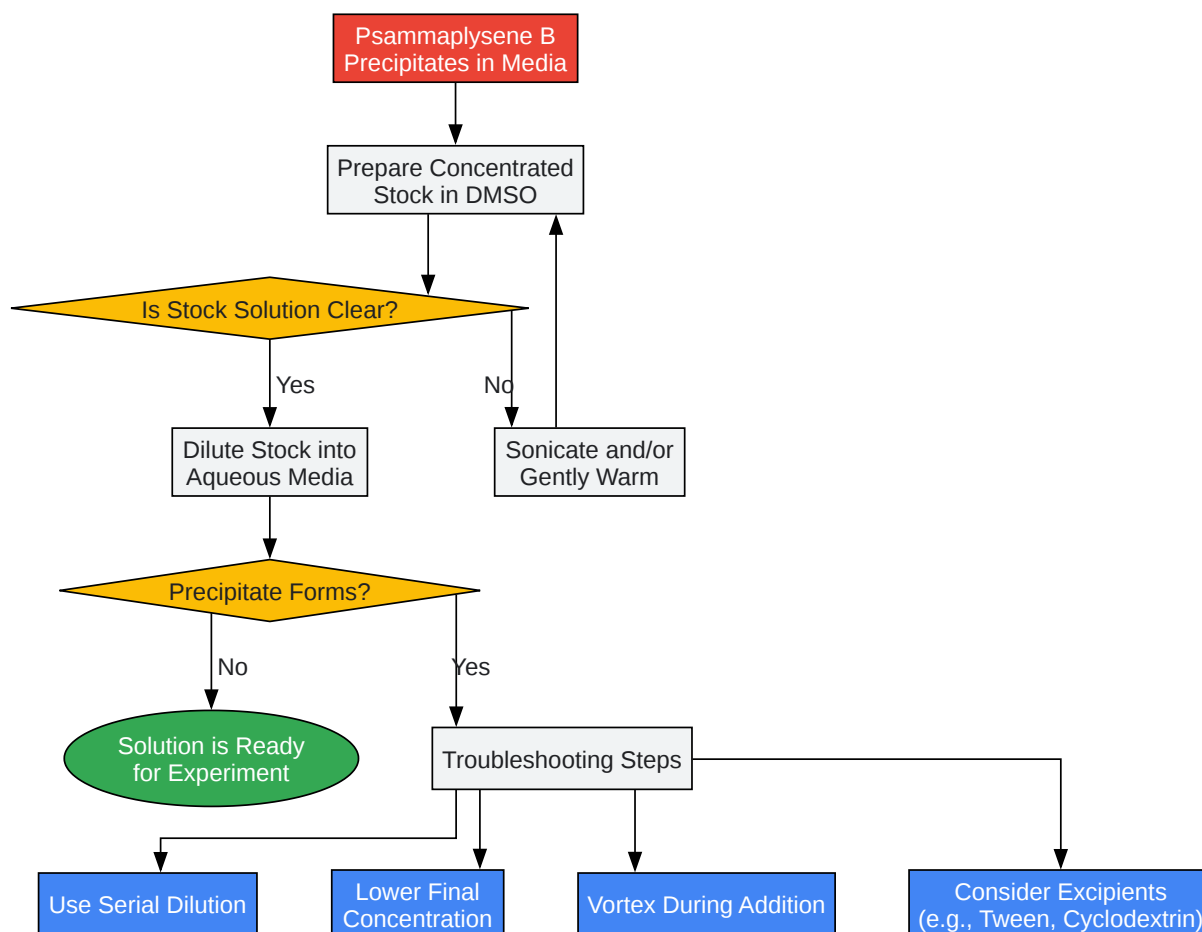 Psammaplysene B
Precipitates in Media
Prepare Concentrated
Stock in DMSO
Is Stock Solution Clear?
Yes
No
Dilute Stock into
Aqueous Media
Sonicate and/or
Gently Warm
Precipitate Forms?
No
Yes
Solution is Ready
for Experiment
Troubleshooting Steps
Use Serial Dilution
Lower Final
Concentration
Vortex During Addition
Consider Excipients
(e.g., Tween, Cyclodextrin)